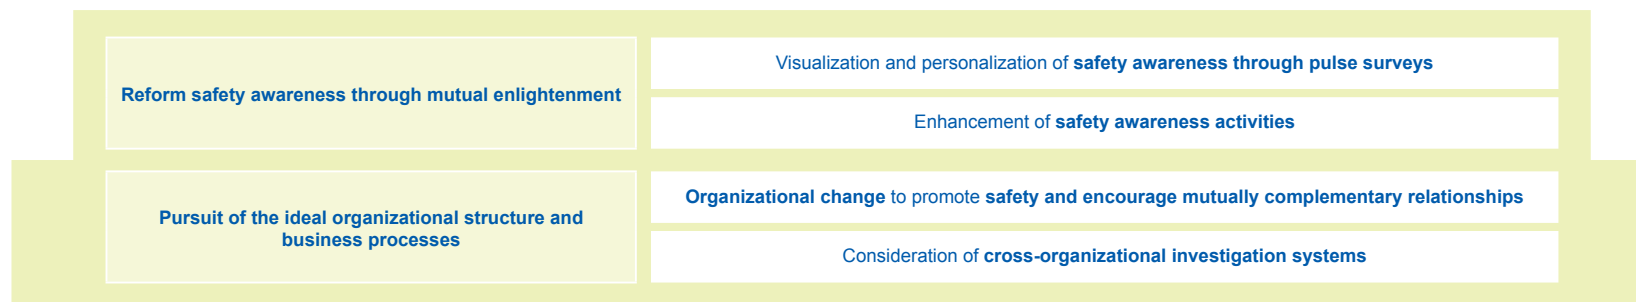 Reform safety awareness through mutual enlightenment
Visualization and personalization of safety awareness through pulse surveys
Enhancement of safety awareness activities
Pursuit of the ideal organizational structure and
business processes
Organizational change to promote safety and encourage mutually complementary relationships
Consideration of cross-organizational investigation systems